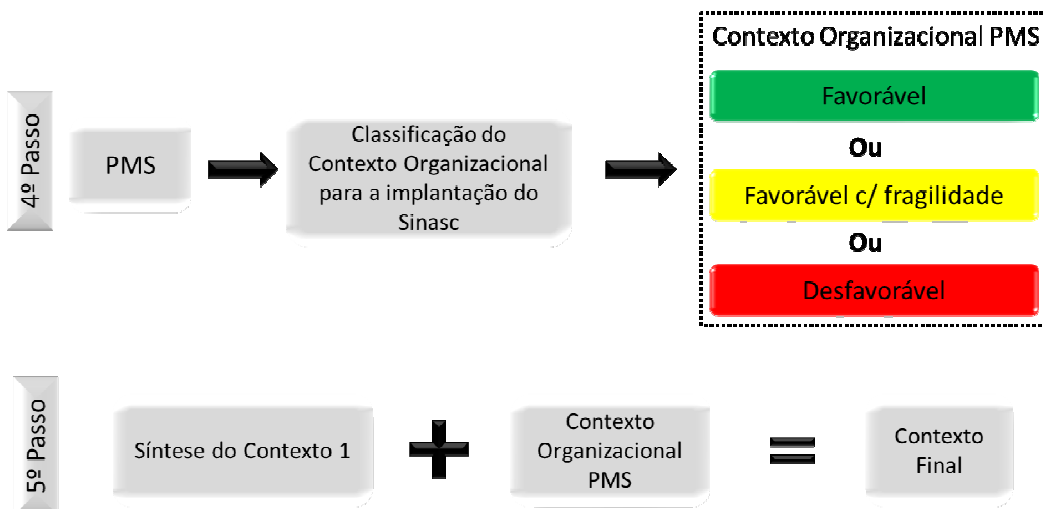 4º Passo
PMS
Classificação do
Contexto Organizacional
para a implantação do
Sinasc
Contexto Organizacional PMS
Favorável
Ou
Favorável c/ fragilidade
Ou
Desfavorável
5º Passo
Síntese do Contexto 1
+
Contexto
Organizacional
PMS
=
Contexto
Final